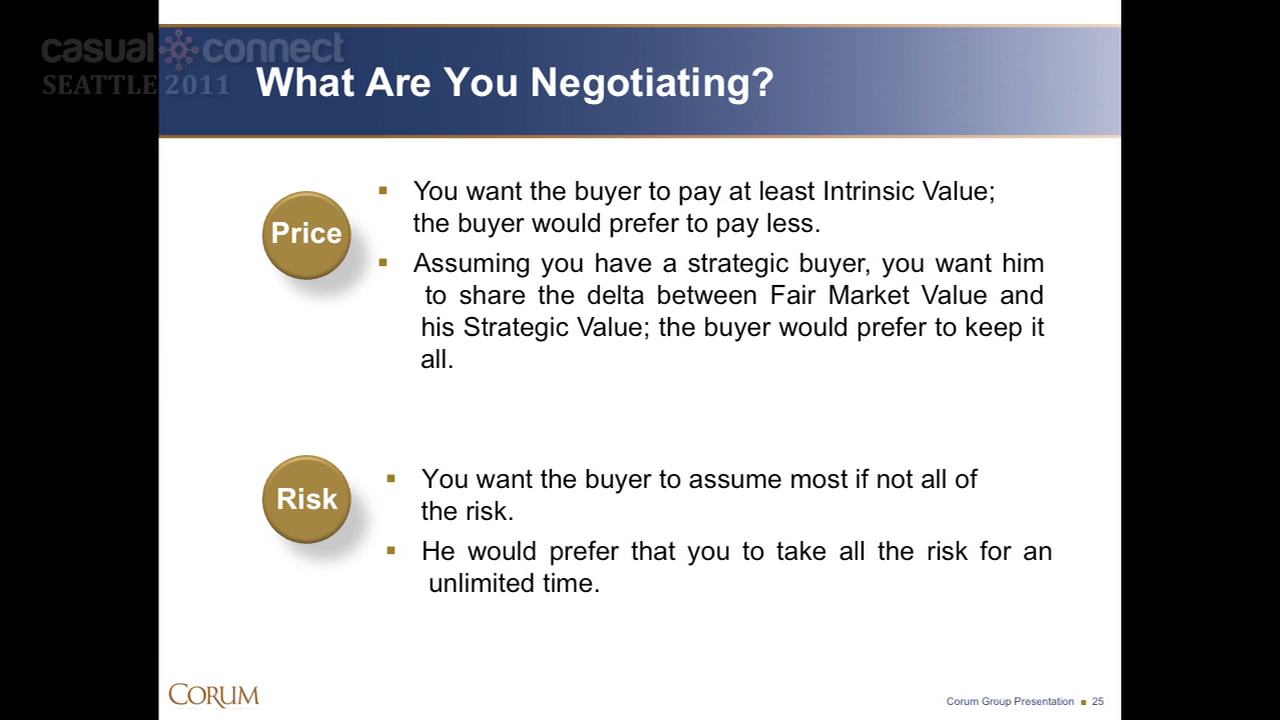 casual connect
SEATTLE 2011
What Are You Negotiating?
Price
▪ You want the buyer to pay at least Intrinsic Value;
the buyer would prefer to pay less.
▪ Assuming you have a strategic buyer, you want him
to share the delta between Fair Market Value and
his Strategic Value; the buyer would prefer to keep it
all.
Risk
▪ You want the buyer to assume most if not all of
the risk.
▪ He would prefer that you to take all the risk for an
unlimited time.
CORUM
Corum Group Presentation ▪ 25